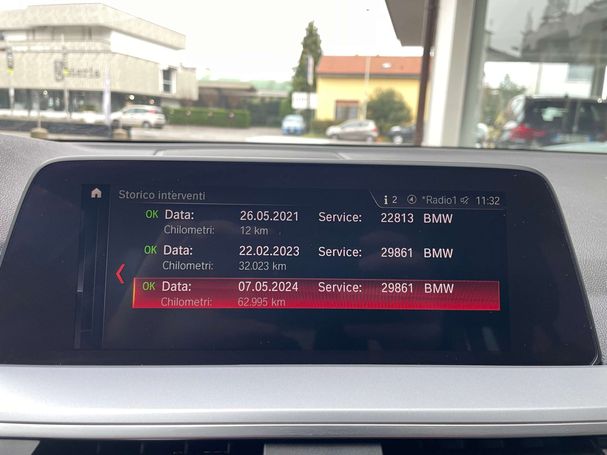 Storico interventi
i 2 *Radio1 11:32
OK Data: 26.05.2021 Service: 22813 BMW
Chilometri: 12 km
OK Data: 22.02.2023 Service: 29861 BMW
Chilometri: 32.023 km
OK Data: 07.05.2024 Service: 29861 BMW
Chilometri: 62.995 km